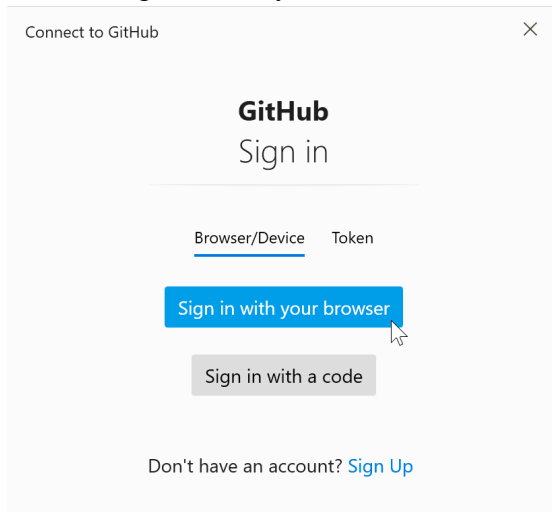 Connect to GitHub
GitHub
Sign in
Browser/Device Token
Sign in with your browser
Sign in with a code
Don't have an account? Sign Up